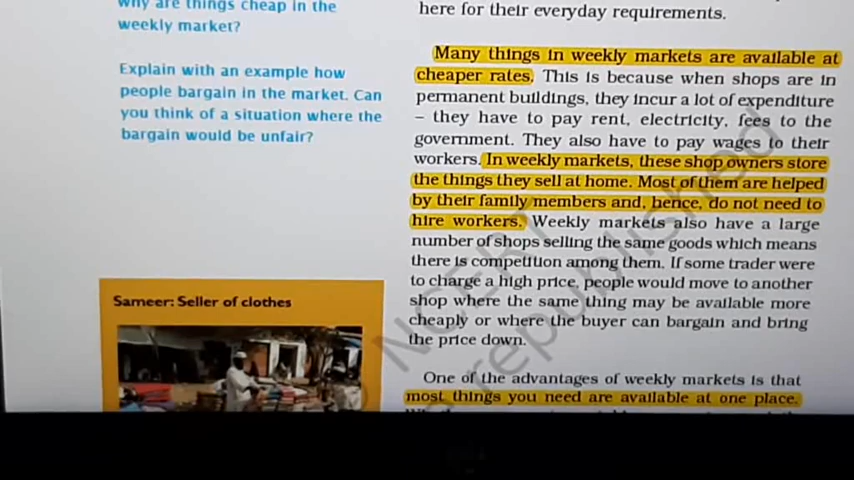 why are things cheap in the
weekly market?
Explain with an example how
people bargain in the market. Can
you think of a situation where the
bargain would be unfair?
Sameer: Seller of clothes
here for their everyday requirements.
Many things in weekly markets are available at
cheaper rates. This is because when shops are in
permanent buildings, they incur a lot of expenditure
– they have to pay rent, electricity, fees to the
government. They also have to pay wages to their
workers. In weekly markets, these shop owners store
the things they sell at home. Most of them are helped
by their family members and, hence, do not need to
hire workers. Weekly markets also have a large
number of shops selling the same goods which means
there is competition among them. If some trader were
to charge a high price, people would move to another
shop where the same thing may be available more
cheaply or where the buyer can bargain and bring
the price down.
One of the advantages of weekly markets is that
most things you need are available at one place.
NCERT
republished